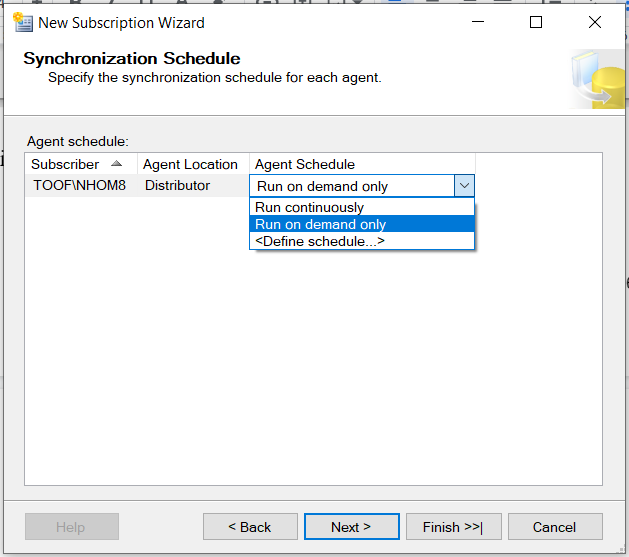 New Subscription Wizard
Synchronization Schedule
Specify the synchronization schedule for each agent.
Agent schedule:
Subscriber Agent Location Agent Schedule
TOOF\NHOM8 Distributor Run on demand only
Run continuously
Run on demand only
<Define schedule...>
Help < Back Next > Finish >>| Cancel